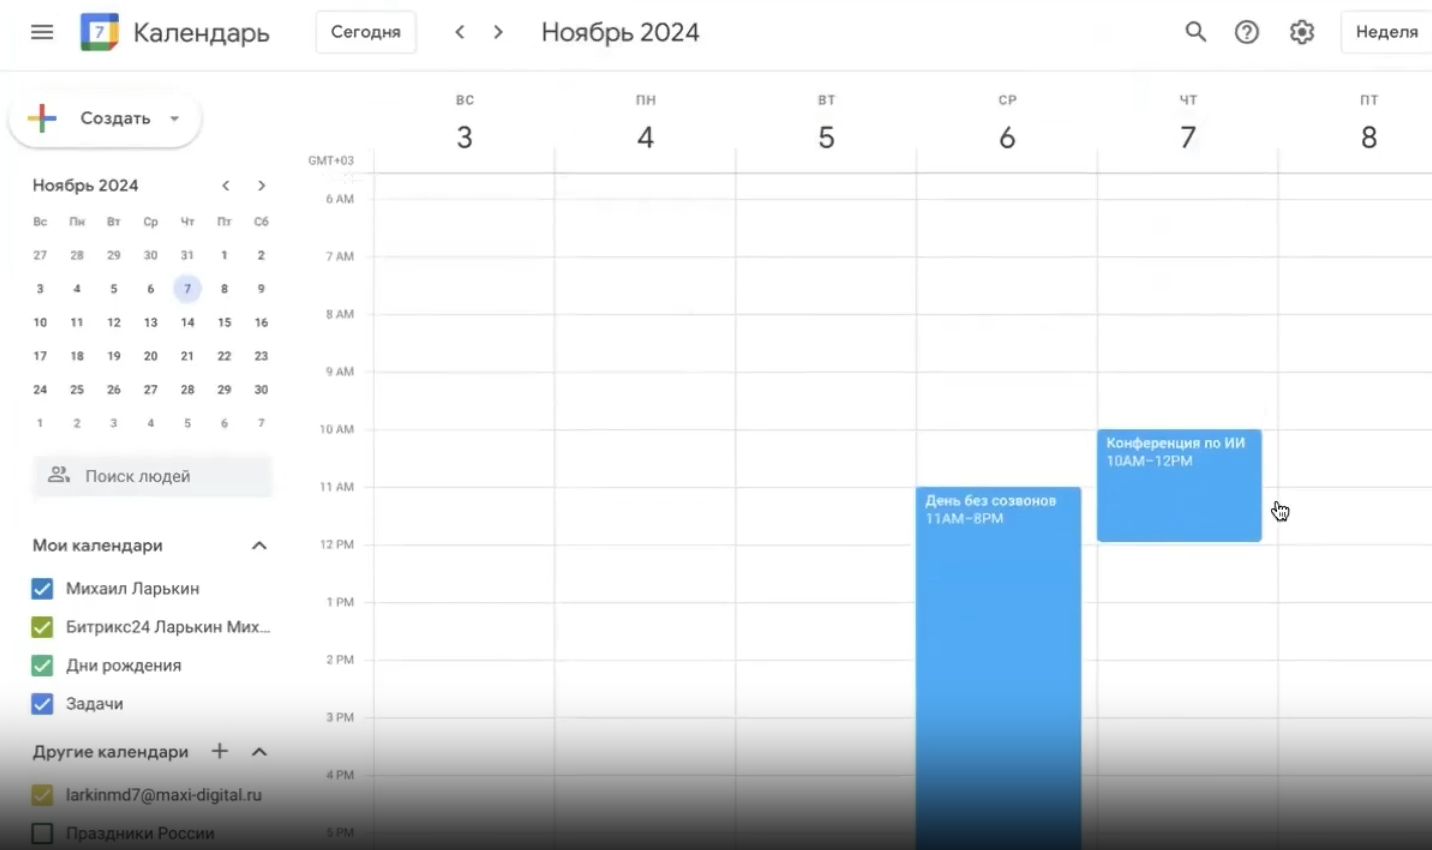 7 Календарь Сегодня Ноябрь 2024 Неделя
Создать
ВС ПН ВТ СР ЧТ ПТ
3 4 5 6 7 8
GMT+03
Ноябрь 2024
Вс Пн Вт Ср Чт Пт Сб
27 28 29 30 31 1 2
3 4 5 6 7 8 9
10 11 12 13 14 15 16
17 18 19 20 21 22 23
24 25 26 27 28 29 30
1 2 3 4 5 6 7
Поиск людей
Мои календари
Михаил Ларькин
Битрикс24 Ларькин Мих...
Дни рождения
Задачи
Другие календари
larkinmd7@maxi-digital.ru
Праздники России
6 AM
7 AM
8 AM
9 AM
10 AM
11 AM
12 PM
1 PM
2 PM
3 PM
4 PM
5 PM
День без созвонов
11AM–8PM
Конференция по ИИ
10AM–12PM